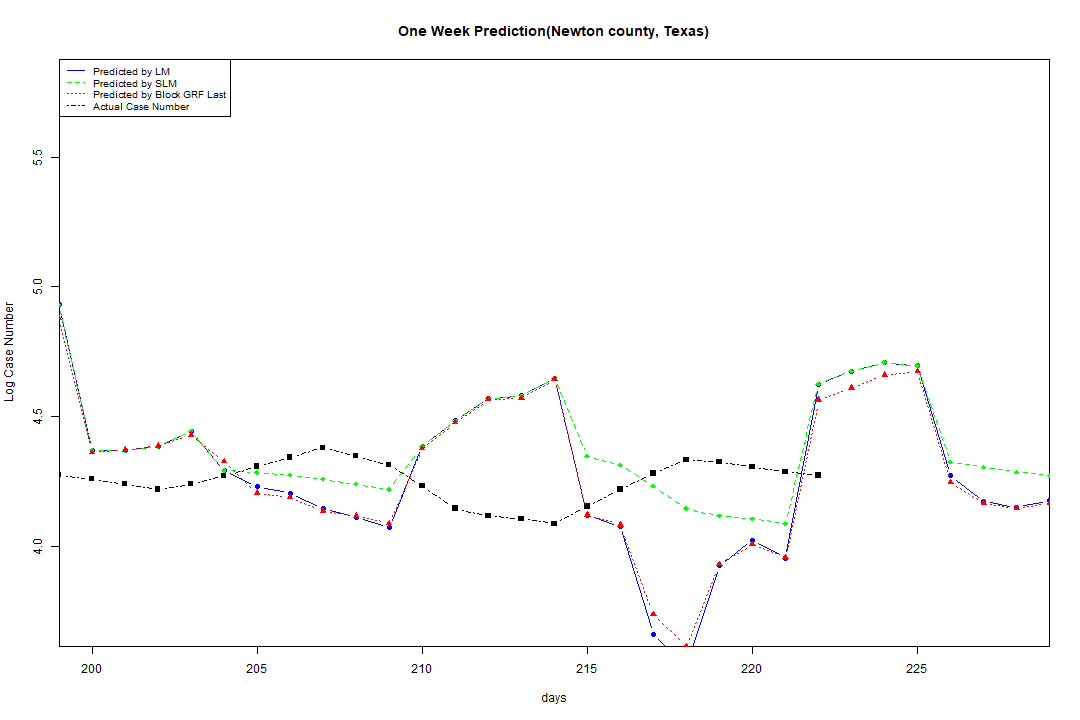 One Week Prediction(Newton county, Texas)
Predicted by LM
Predicted by SLM
Predicted by Block GRF Last
Actual Case Number
5.5
5.0
4.5
4.0
Log Case Number
200 205 210 215 220 225
days